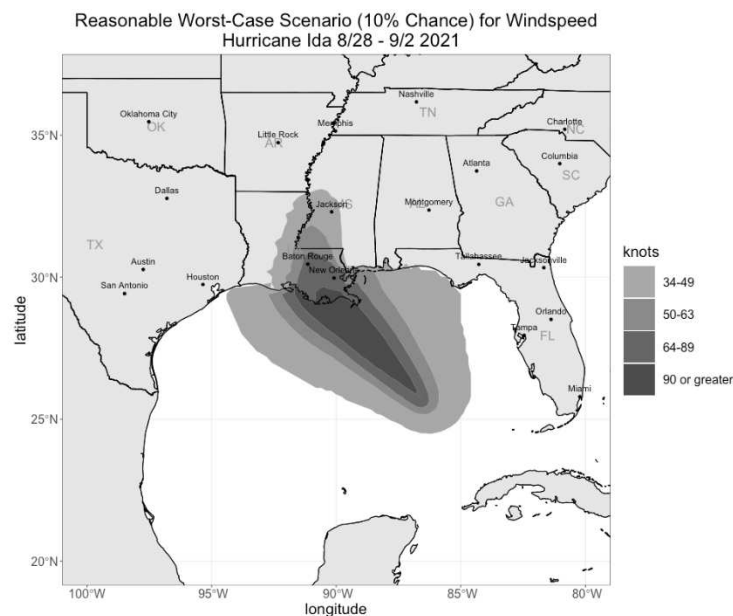 Reasonable Worst-Case Scenario (10% Chance) for Windspeed
Hurricane Ida 8/28 - 9/2 2021
Nashville
TN
Oklahoma City
OK
Memphis
Charlotte
NC
35°N
Little Rock
AR
Columbia
SC
Atlanta
Dallas
Jackson
MS
Montgomery
GA
TX
Austin
Baton Rouge
Tallahassee
Jacksonville
30°N
San Antonio
Houston
New Orleans
Orlando
Tampa
FL
Miami
25°N
20°N
latitude
100°W
95°W
90°W
85°W
80°W
longitude
knots
34-49
50-63
64-89
90 or greater